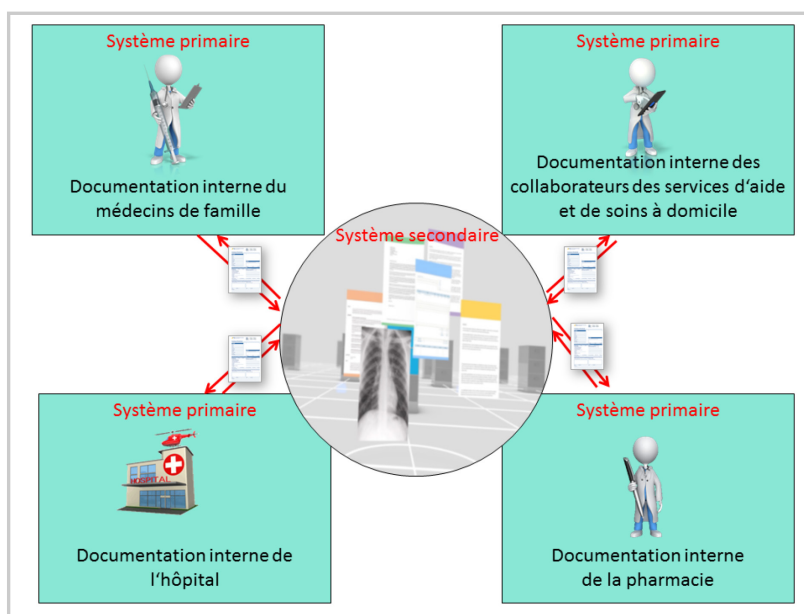 Système primaire
Documentation interne du
médecins de famille
Système primaire
Documentation interne des
collaborateurs des services d‘aide
et de soins à domicile
Système secondaire
Système primaire
HOSPITAL
Documentation interne de
l‘hôpital
Système primaire
Documentation interne
de la pharmacie